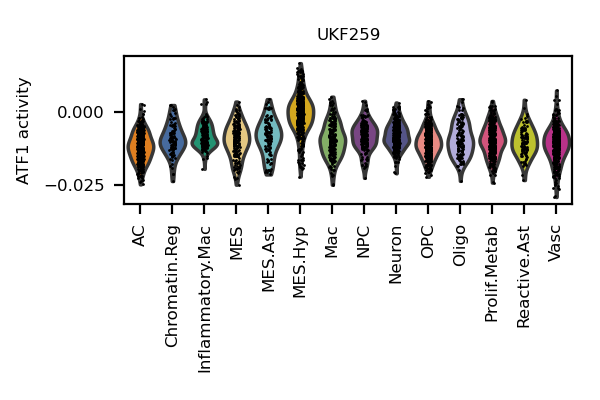 UKF259
ATF1 activity
0.000
−0.025
AC
Chromatin.Reg
Inflammatory.Mac
MES
MES.Ast
MES.Hyp
Mac
NPC
Neuron
OPC
Oligo
Prolif.Metab
Reactive.Ast
Vasc